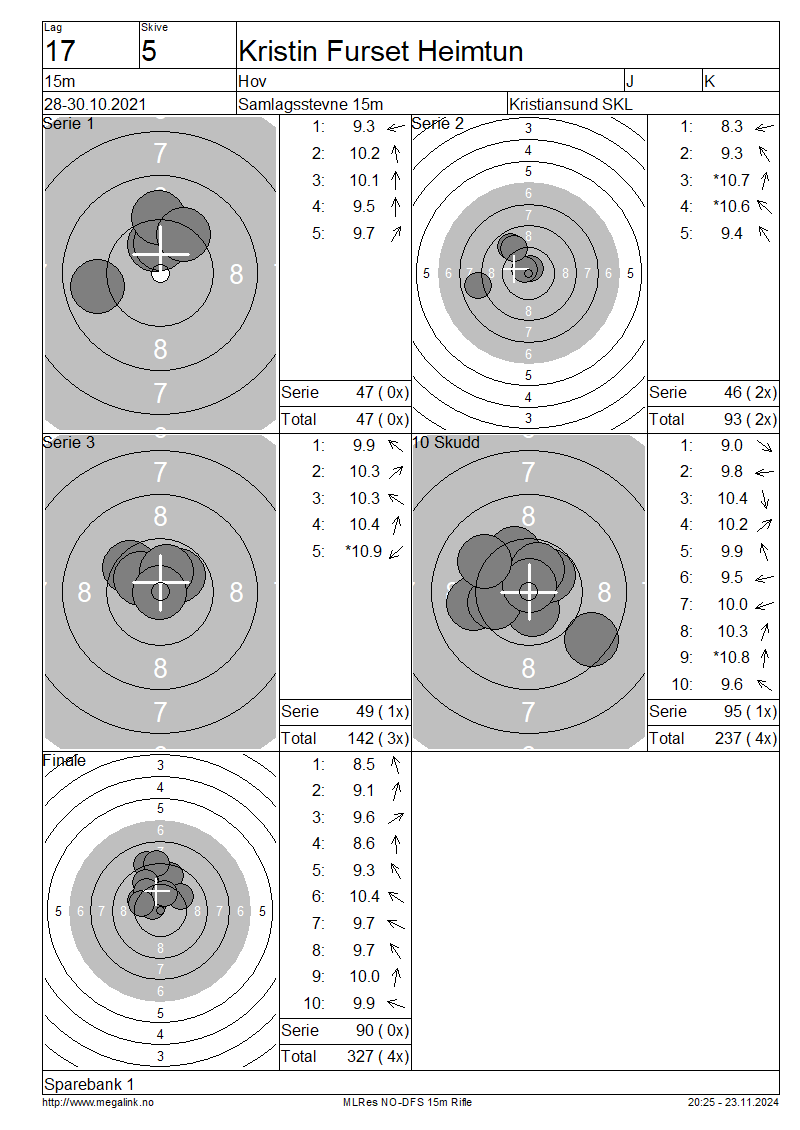 Lag
Skive
17
5
Kristin Furset Heimtun
15m
Hov
J
K
28-30.10.2021
Samlagsstevne 15m
Kristiansund SKL
Serie 1
7
8
8
7
1: 9.3
2: 10.2
3: 10.1
4: 9.5
5: 9.7
Serie 47 ( 0x)
Total 47 ( 0x)
Serie 2
3
4
5
6
7
8
5 6 7 8 8 7 6 5
8
7
6
5
4
3
1: 8.3
2: 9.3
3: *10.7
4: *10.6
5: 9.4
Serie 46 ( 2x)
Total 93 ( 2x)
Serie 3
7
8
8 8
8
7
1: 9.9
2: 10.3
3: 10.3
4: 10.4
5: *10.9
Serie 49 ( 1x)
Total 142 ( 3x)
10 Skudd
7
8
8
8
7
1: 9.0
2: 9.8
3: 10.4
4: 10.2
5: 9.9
6: 9.5
7: 10.0
8: 10.3
9: *10.8
10: 9.6
Serie 95 ( 1x)
Total 237 ( 4x)
Finale
3
4
5
6
5 6 7 8 8 7 6 5
8
7
6
5
4
3
1: 8.5
2: 9.1
3: 9.6
4: 8.6
5: 9.3
6: 10.4
7: 9.7
8: 9.7
9: 10.0
10: 9.9
Serie 90 ( 0x)
Total 327 ( 4x)
Sparebank 1
http://www.megalink.no
MLRes NO-DFS 15m Rifle
20:25 - 23.11.2024